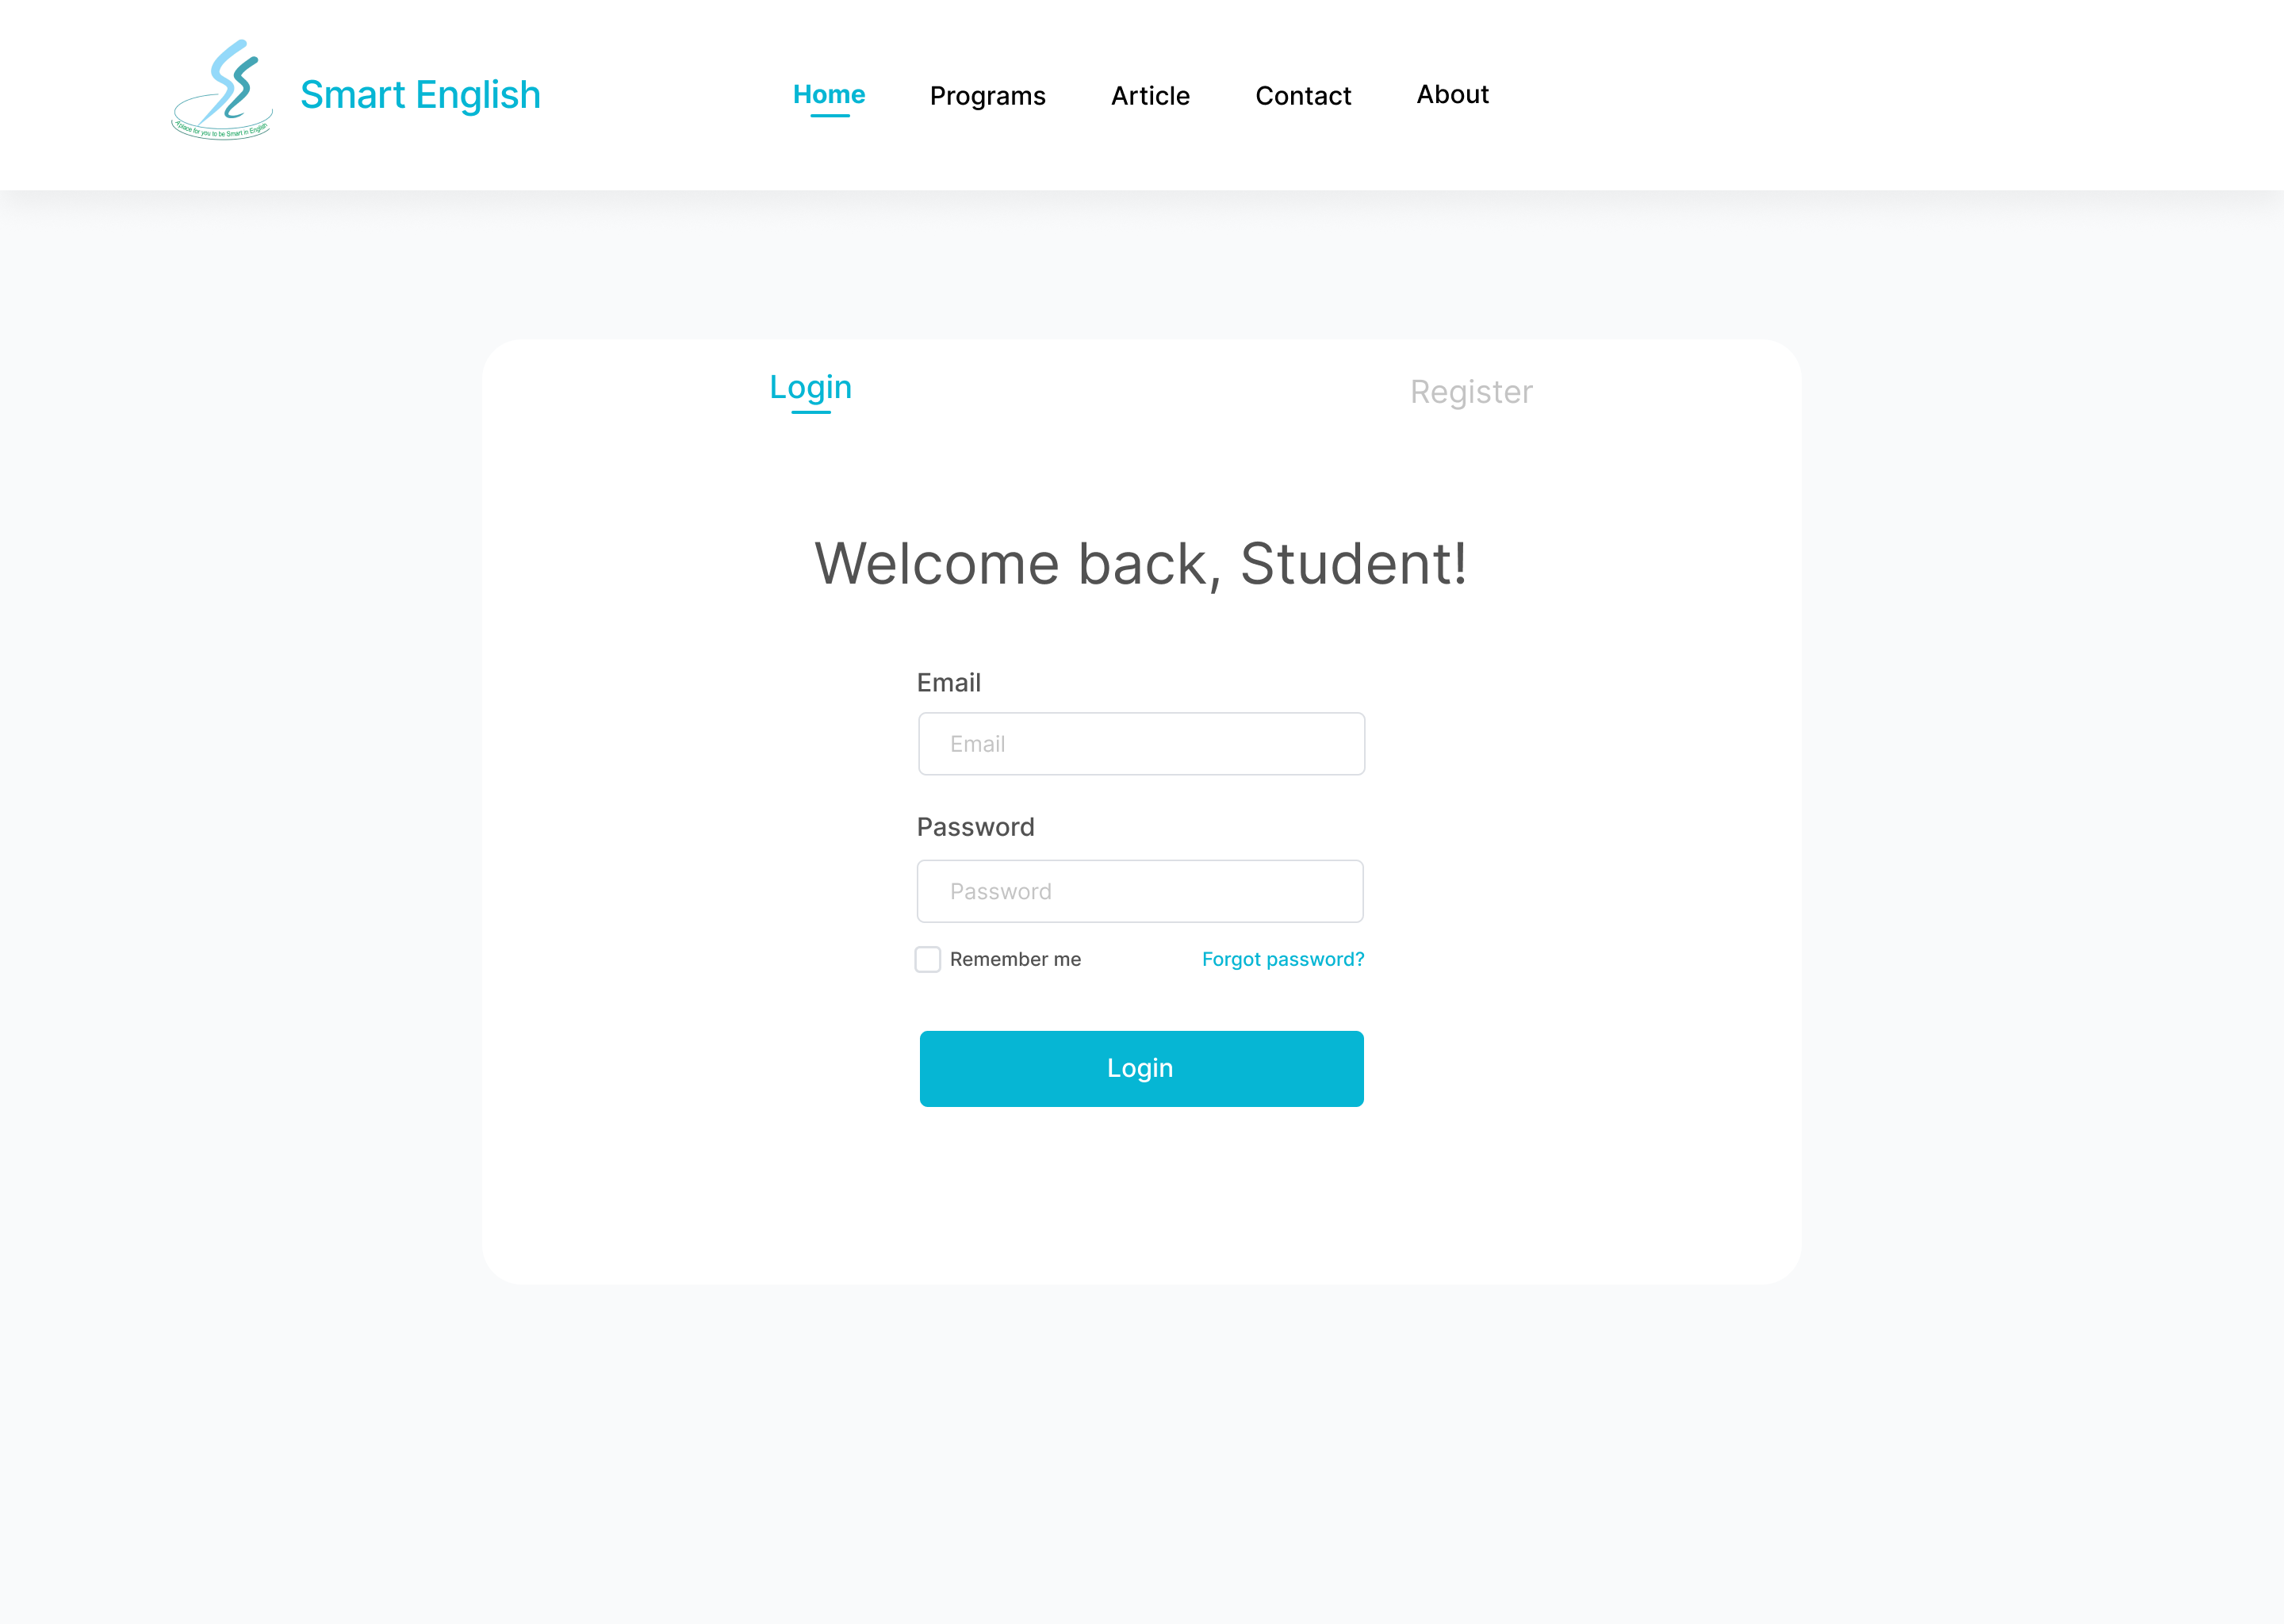 A place for you to be Smart in English
Smart English
Home
Programs
Article
Contact
About
Login
Register
Welcome back, Student!
Email
Email
Password
Password
Remember me
Forgot password?
Login